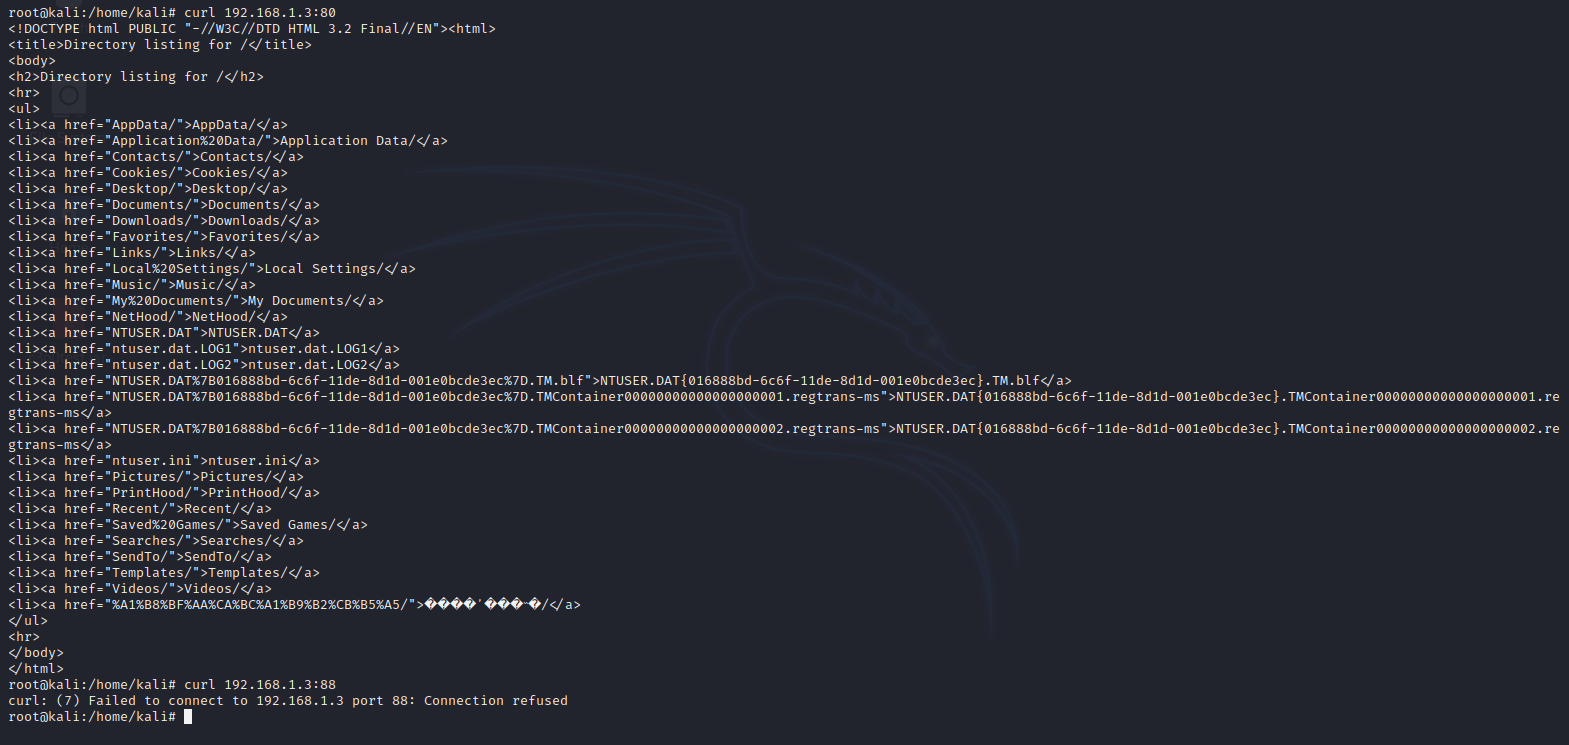 root@kali:/home/kali# curl 192.168.1.3:80
<!DOCTYPE html PUBLIC "-//W3C//DTD HTML 3.2 Final//EN"><html>
<title>Directory listing for /</title>
<body>
<h2>Directory listing for /</h2>
<hr>
<ul>
<li><a href="AppData/">AppData/</a>
<li><a href="Application%20Data/">Application Data/</a>
<li><a href="Contacts/">Contacts/</a>
<li><a href="Cookies/">Cookies/</a>
<li><a href="Desktop/">Desktop/</a>
<li><a href="Documents/">Documents/</a>
<li><a href="Downloads/">Downloads/</a>
<li><a href="Favorites/">Favorites/</a>
<li><a href="Links/">Links/</a>
<li><a href="Local%20Settings/">Local Settings/</a>
<li><a href="Music/">Music/</a>
<li><a href="My%20Documents/">My Documents/</a>
<li><a href="NetHood/">NetHood/</a>
<li><a href="NTUSER.DAT">NTUSER.DAT</a>
<li><a href="ntuser.dat.LOG1">ntuser.dat.LOG1</a>
<li><a href="ntuser.dat.LOG2">ntuser.dat.LOG2</a>
<li><a href="NTUSER.DAT%7B016888bd-6c6f-11de-8d1d-001e0bcde3ec%7D.TM.blf">NTUSER.DAT{016888bd-6c6f-11de-8d1d-001e0bcde3ec}.TM.blf</a>
<li><a href="NTUSER.DAT%7B016888bd-6c6f-11de-8d1d-001e0bcde3ec%7D.TMContainer00000000000000000001.regtrans-ms">NTUSER.DAT{016888bd-6c6f-11de-8d1d-001e0bcde3ec}.TMContainer00000000000000000001.re
gtrans-ms</a>
<li><a href="NTUSER.DAT%7B016888bd-6c6f-11de-8d1d-001e0bcde3ec%7D.TMContainer00000000000000000002.regtrans-ms">NTUSER.DAT{016888bd-6c6f-11de-8d1d-001e0bcde3ec}.TMContainer00000000000000000002.re
gtrans-ms</a>
<li><a href="ntuser.ini">ntuser.ini</a>
<li><a href="Pictures/">Pictures/</a>
<li><a href="PrintHood/">PrintHood/</a>
<li><a href="Recent/">Recent/</a>
<li><a href="Saved%20Games/">Saved Games/</a>
<li><a href="Searches/">Searches/</a>
<li><a href="SendTo/">SendTo/</a>
<li><a href="Templates/">Templates/</a>
<li><a href="Videos/">Videos/</a>
<li><a href="%A1%B8%BF%AA%CA%BC%A1%B9%B2%CB%B5%A5/">����ʼ���˵�/</a>
</ul>
<hr>
</body>
</html>
root@kali:/home/kali# curl 192.168.1.3:88
curl: (7) Failed to connect to 192.168.1.3 port 88: Connection refused
root@kali:/home/kali#